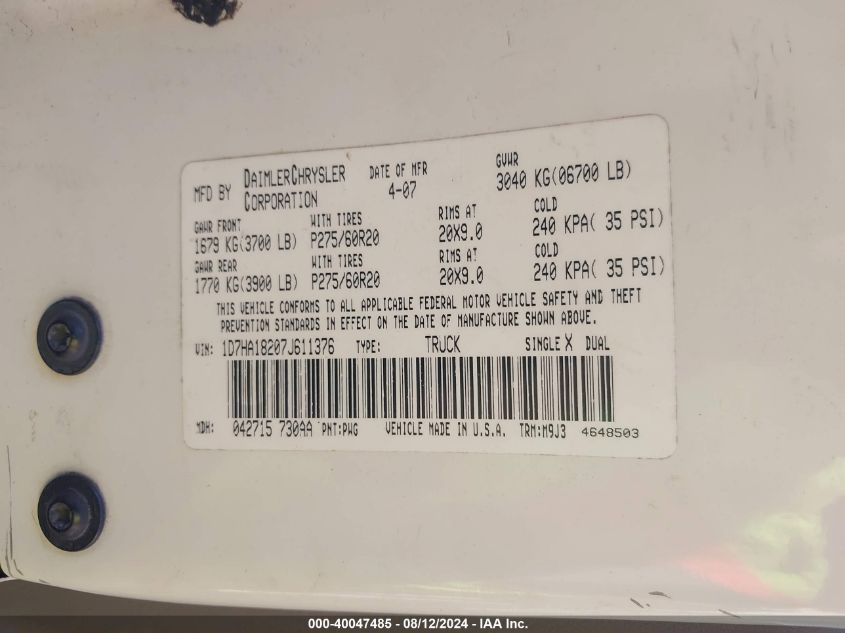 MFD BY DAIMLERCHRYSLER CORPORATION DATE OF MFR 4-07 GVWR 3040 KG(06700 LB)
GAWR FRONT WITH TIRES RIMS AT COLD
1679 KG(3700 LB) P275/60R20 20X9.0 240 KPA( 35 PSI)
GAWR REAR WITH TIRES RIMS AT COLD
1770 KG(3900 LB) P275/60R20 20X9.0 240 KPA( 35 PSI)
THIS VEHICLE CONFORMS TO ALL APPLICABLE FEDERAL MOTOR VEHICLE SAFETY AND THEFT
PREVENTION STANDARDS IN EFFECT ON THE DATE OF MANUFACTURE SHOWN ABOVE.
VIN: 1D7HA18207J611376 TYPE: TRUCK SINGLE X DUAL
MDH: 042715 730AA PNT:PWG VEHICLE MADE IN U.S.A. TRM:M9J3 4648503
000-40047485 - 08/12/2024 - IAA Inc.